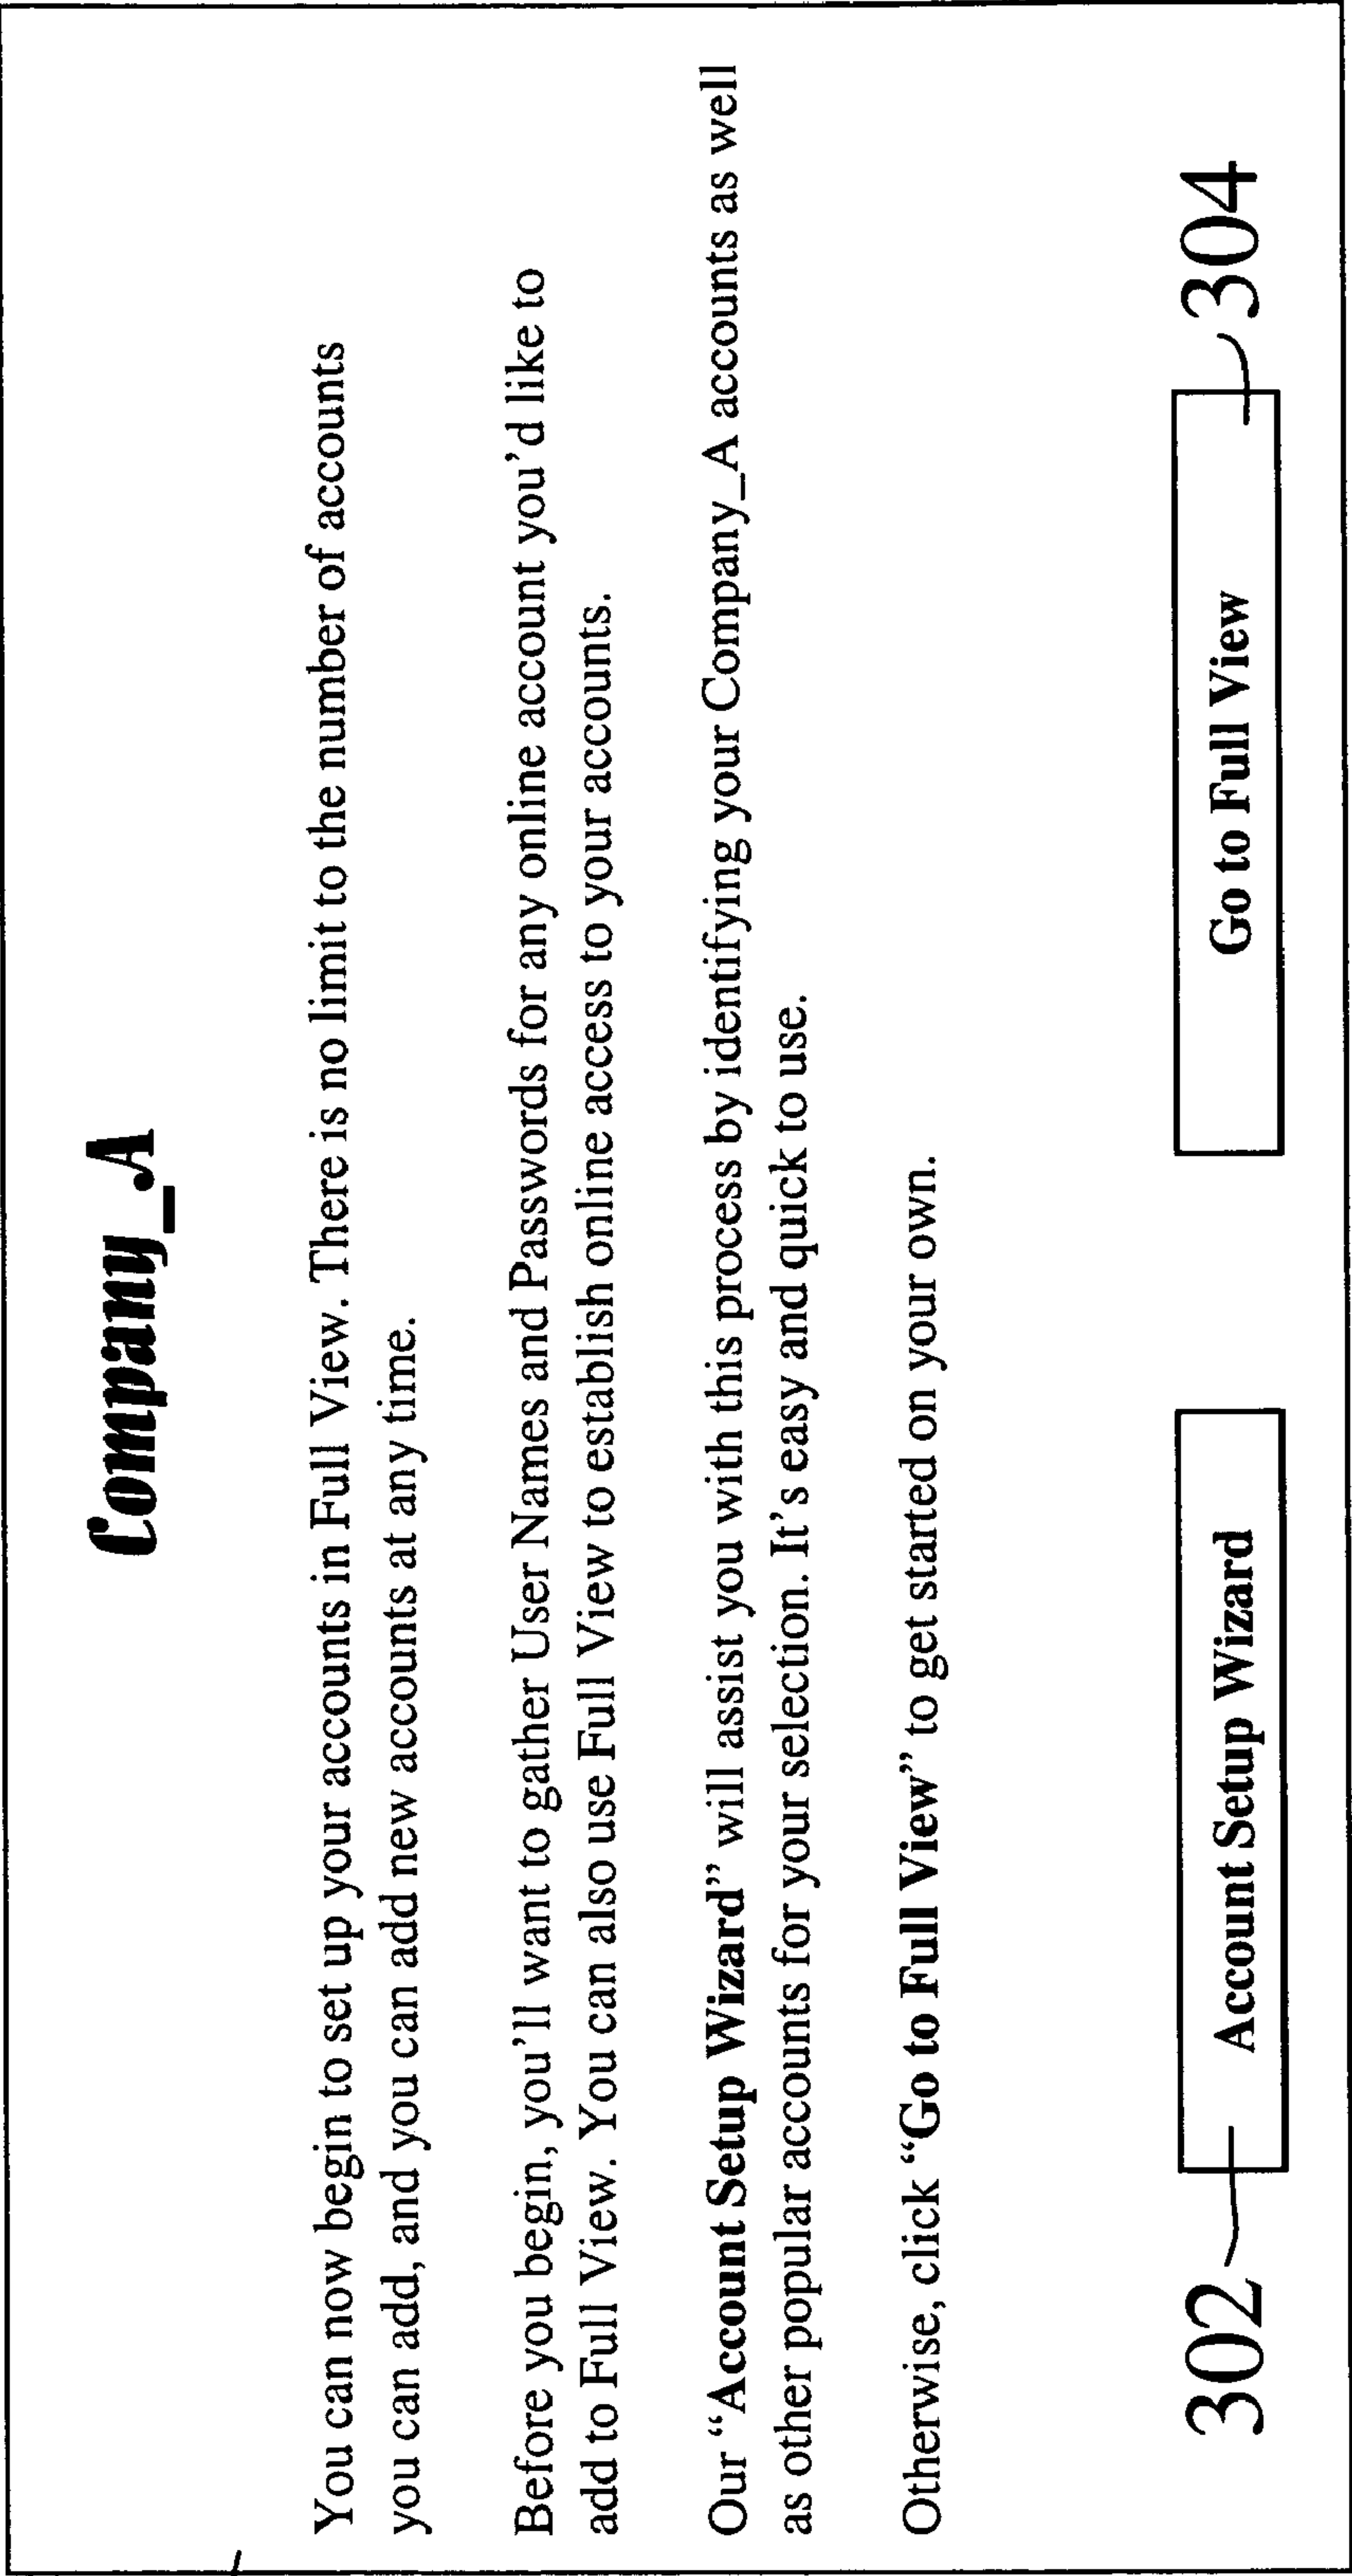 Company_A
You can now begin to set up your accounts in Full View. There is no limit to the number of accounts
you can add, and you can add new accounts at any time.
Before you begin, you'll want to gather User Names and Passwords for any online account you'd like to
add to Full View. You can also use Full View to establish online access to your accounts.
Our “Account Setup Wizard” will assist you with this process by identifying your Company_A accounts as well
as other popular accounts for your selection. It's easy and quick to use.
Otherwise, click “Go to Full View” to get started on your own.
302 Account Setup Wizard Go to Full View 304